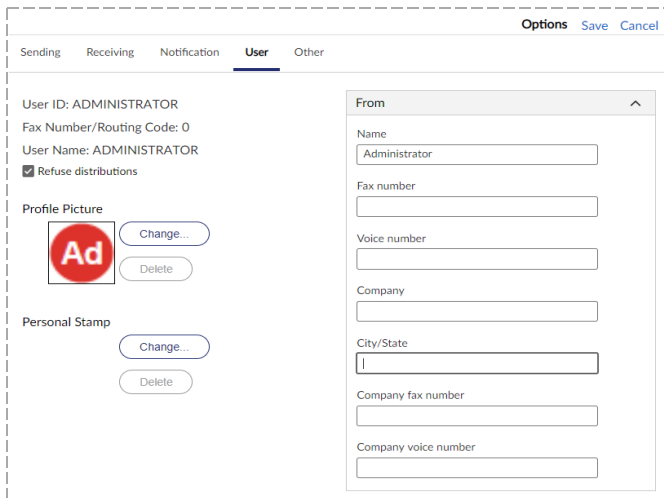 Options Save Cancel
Sending Receiving Notification User Other
User ID: ADMINISTRATOR
Fax Number/Routing Code: 0
User Name: ADMINISTRATOR
Refuse distributions
Profile Picture
Ad
Change...
Delete
Personal Stamp
Change...
Delete
From
Name
Administrator
Fax number
Voice number
Company
City/State
Company fax number
Company voice number